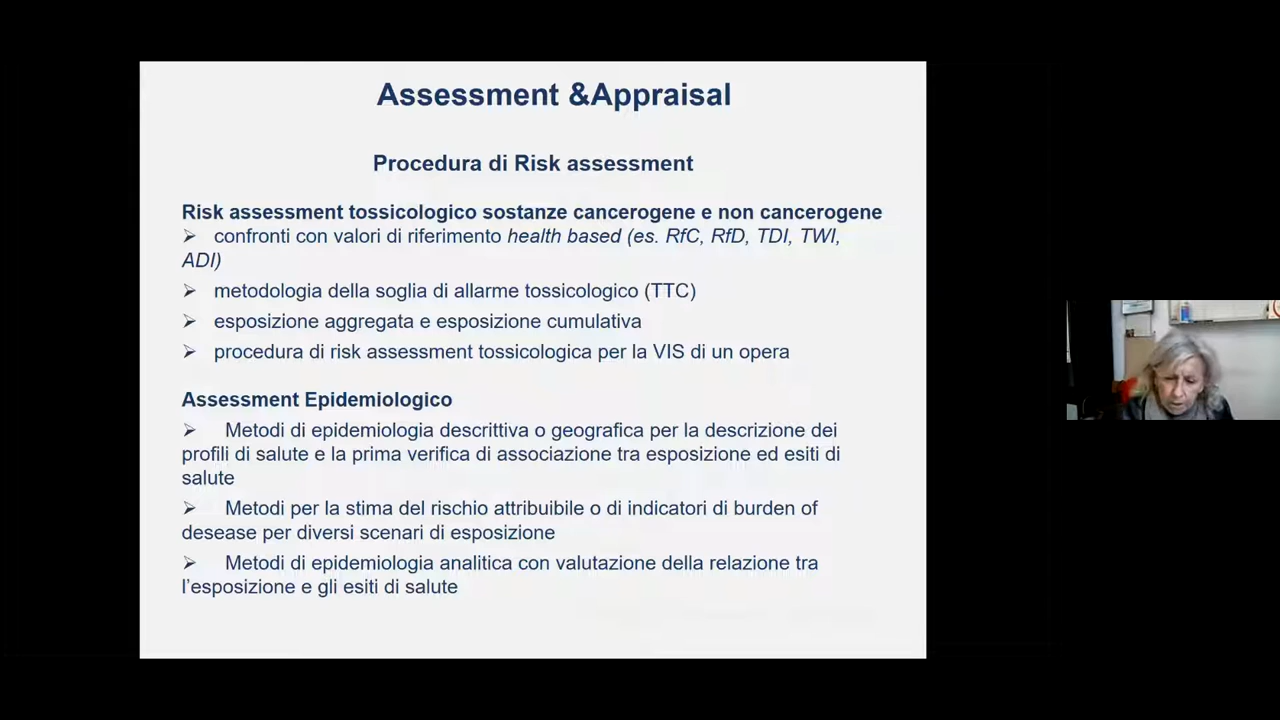 Assessment &Appraisal
Procedura di Risk assessment
Risk assessment tossicologico sostanze cancerogene e non cancerogene
➢ confronti con valori di riferimento health based (es. RfC, RfD, TDI, TWI,
ADI)
➢ metodologia della soglia di allarme tossicologico (TTC)
➢ esposizione aggregata e esposizione cumulativa
➢ procedura di risk assessment tossicologica per la VIS di un opera
Assessment Epidemiologico
➢ Metodi di epidemiologia descrittiva o geografica per la descrizione dei
profili di salute e la prima verifica di associazione tra esposizione ed esiti di
salute
➢ Metodi per la stima del rischio attribuibile o di indicatori di burden of
desease per diversi scenari di esposizione
➢ Metodi di epidemiologia analitica con valutazione della relazione tra
l’esposizione e gli esiti di salute